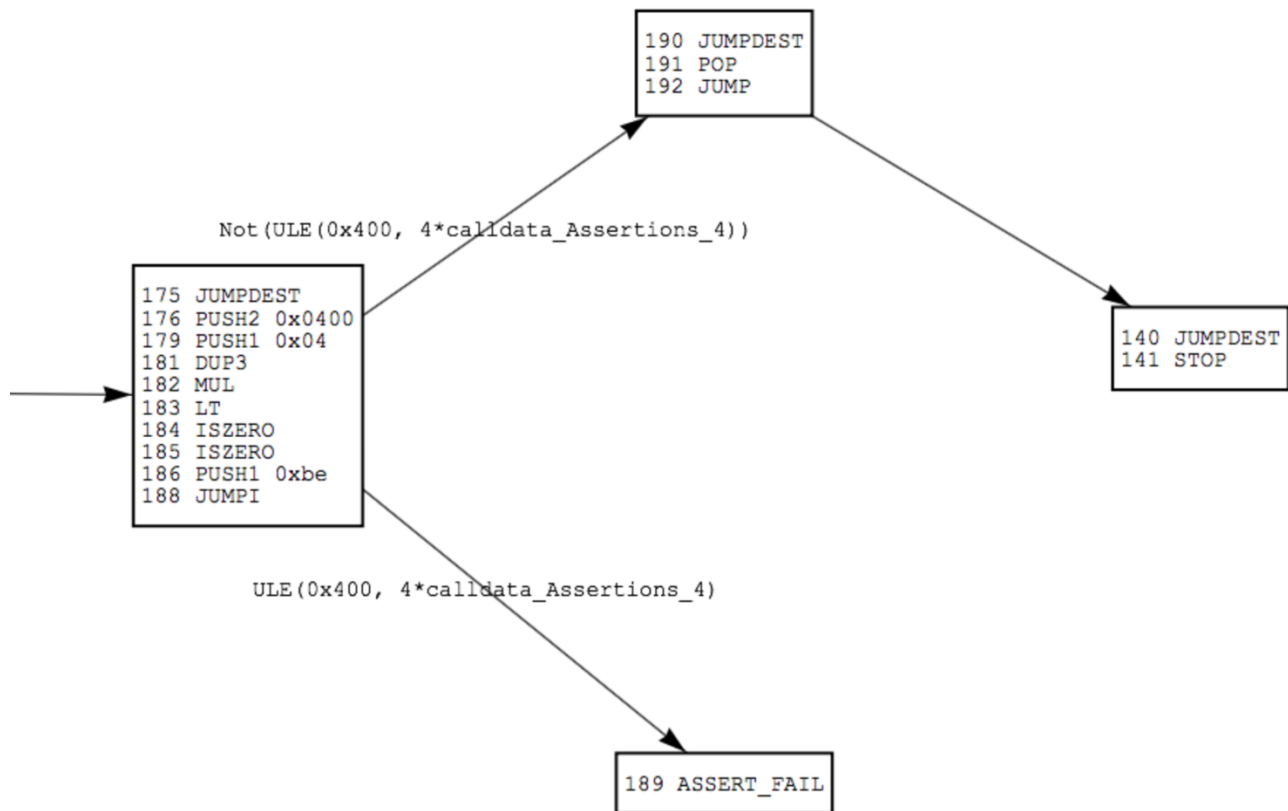 190 JUMPDEST
191 POP
192 JUMP
Not(ULE(0x400, 4*calldata_Assertions_4))
175 JUMPDEST
176 PUSH2 0x0400
179 PUSH1 0x04
181 DUP3
182 MUL
183 LT
184 ISZERO
185 ISZERO
186 PUSH1 0xbe
188 JUMPI
140 JUMPDEST
141 STOP
ULE(0x400, 4*calldata_Assertions_4)
189 ASSERT_FAIL